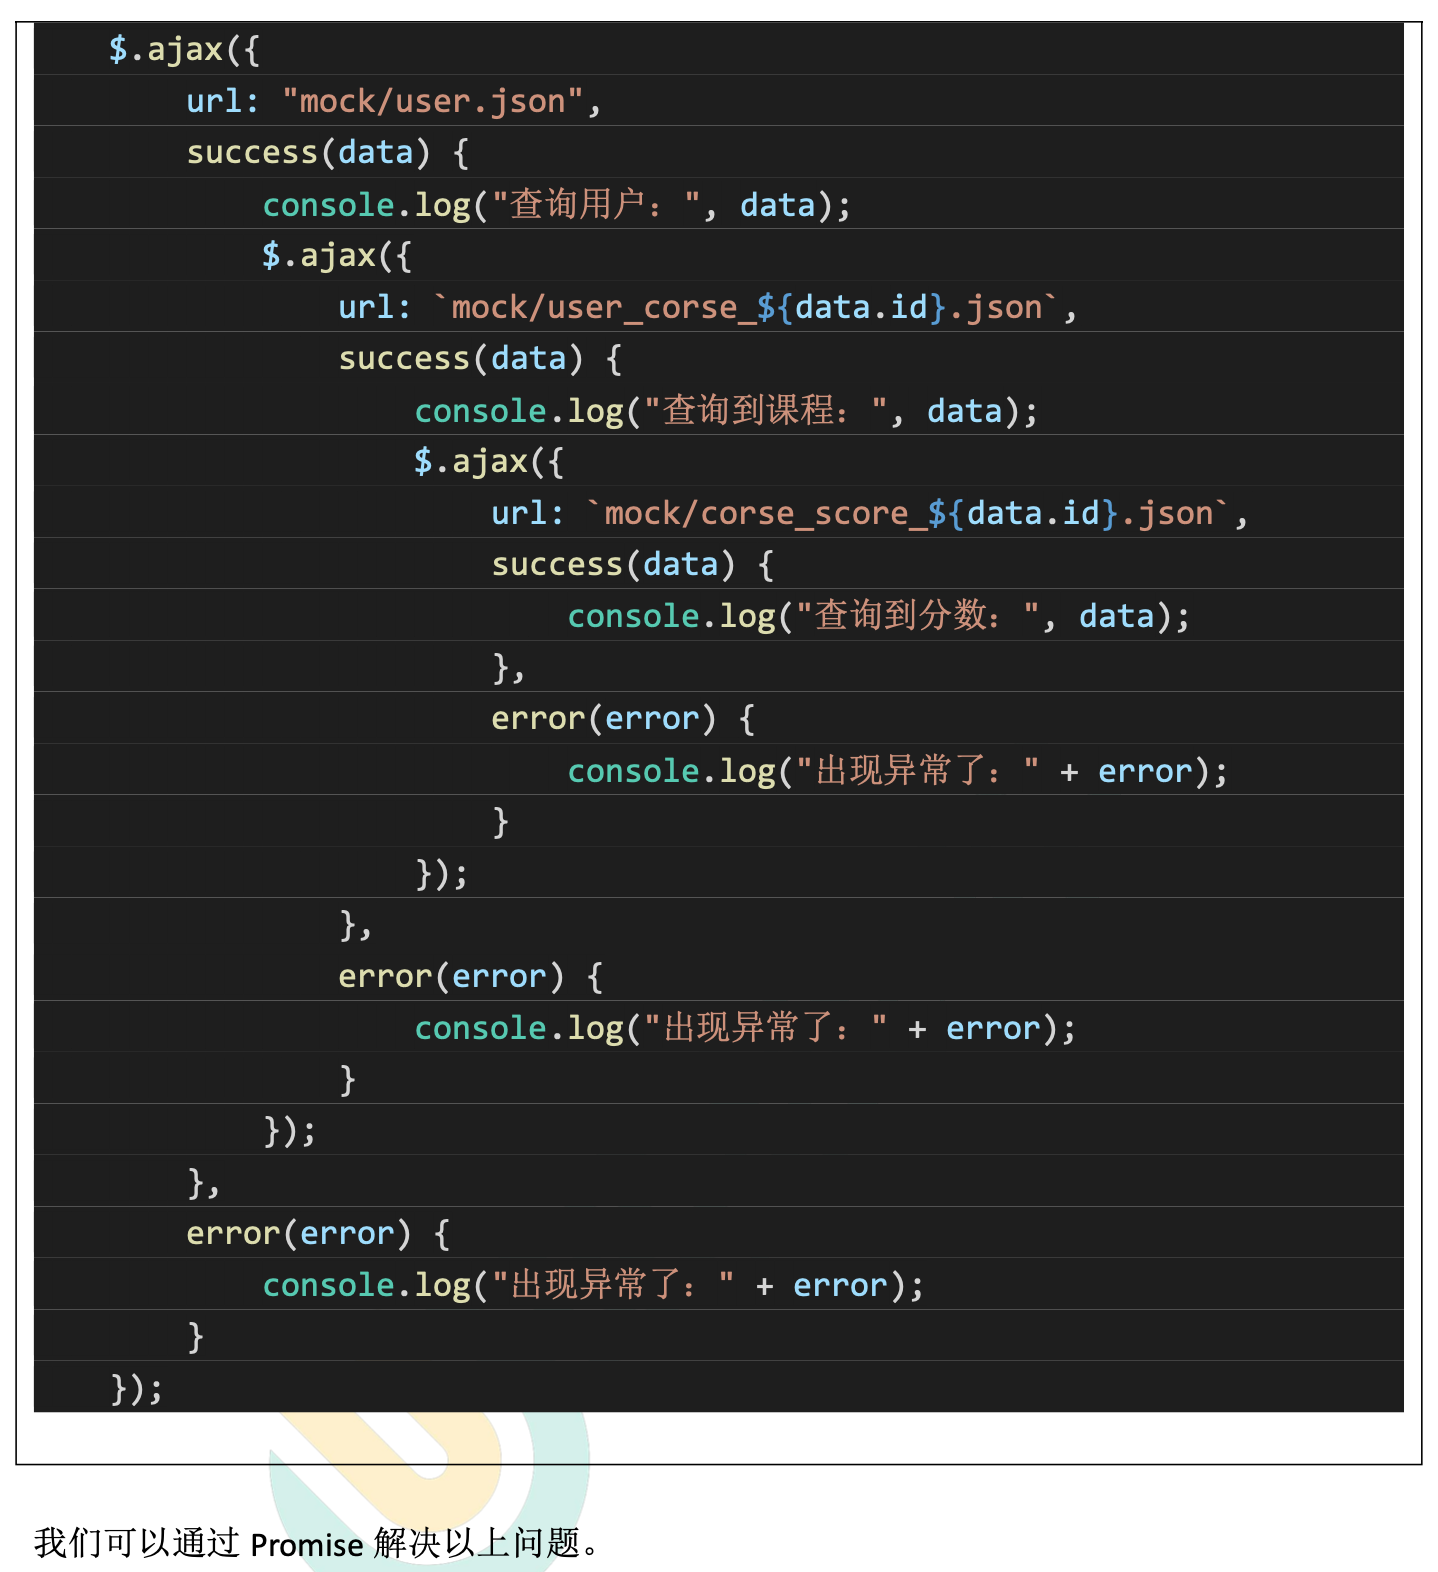 $.ajax({
url: "mock/user.json",
success(data) {
console.log("查询用户：", data);
$.ajax({
url: `mock/user_corse_${data.id}.json`,
success(data) {
console.log("查询到课程：", data);
$.ajax({
url: `mock/corse_score_${data.id}.json`,
success(data) {
console.log("查询到分数：", data);
},
error(error) {
console.log("出现异常了：" + error);
}
});
},
error(error) {
console.log("出现异常了：" + error);
}
});
},
error(error) {
console.log("出现异常了：" + error);
}
});
我们可以通过 Promise 解决以上问题。